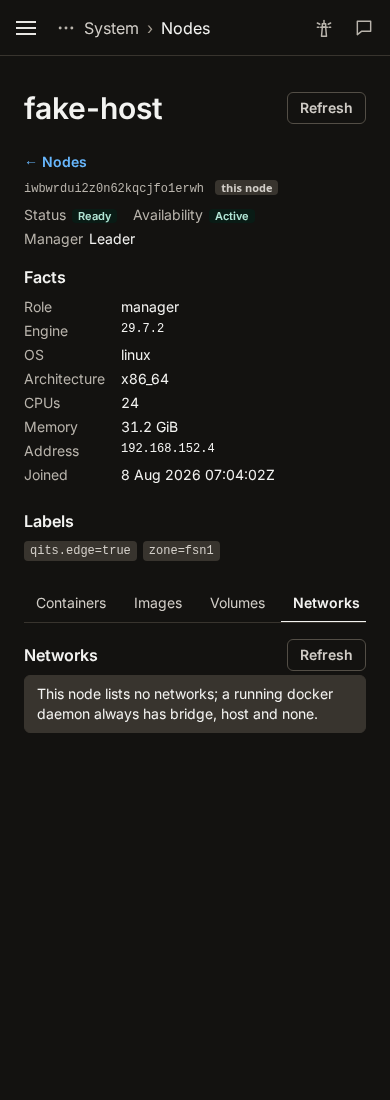 System › Nodes
fake-host
Refresh
← Nodes
iwbwrdui2z0n62kqcjfo1erwh this node
Status Ready Availability Active
Manager Leader
Facts
Role manager
Engine 29.7.2
OS linux
Architecture x86_64
CPUs 24
Memory 31.2 GiB
Address 192.168.152.4
Joined 8 Aug 2026 07:04:02Z
Labels
qits.edge=true zone=fsn1
Containers Images Volumes Networks
Networks
Refresh
This node lists no networks; a running docker
daemon always has bridge, host and none.